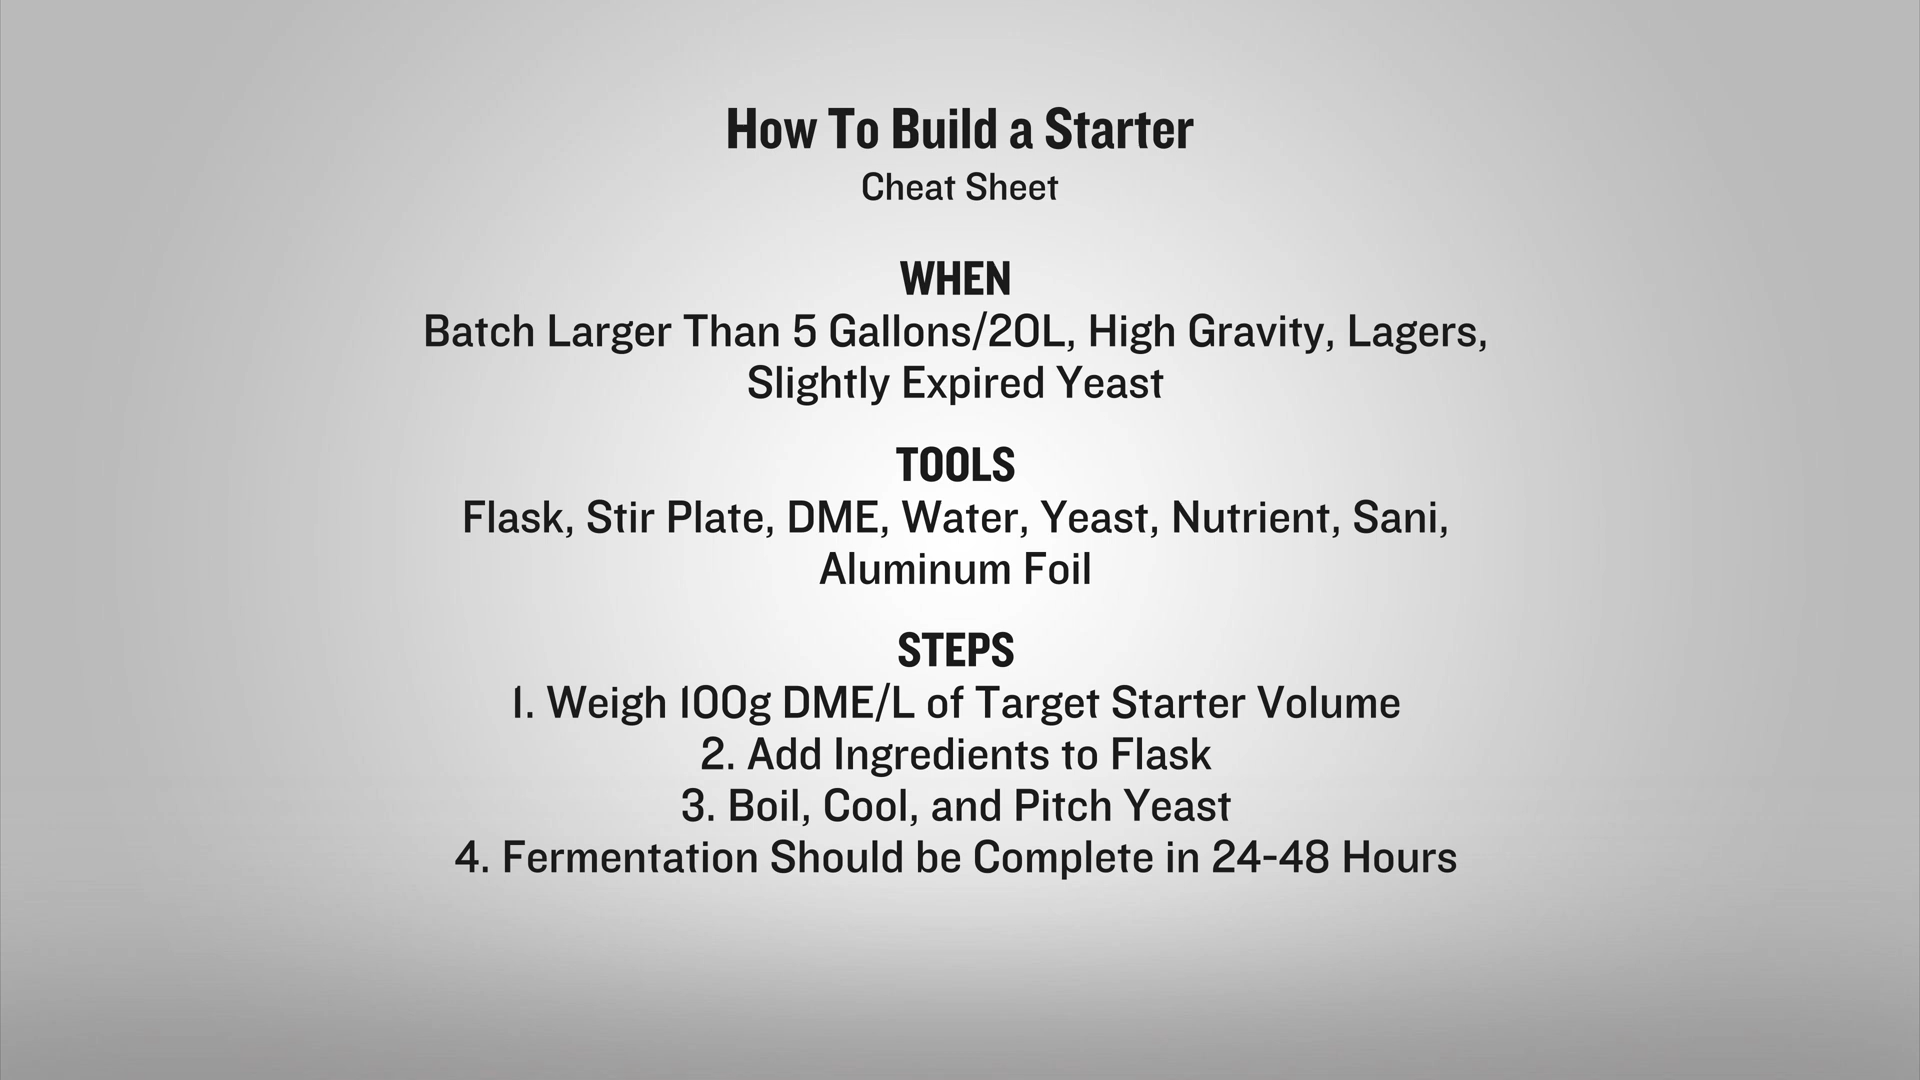 How To Build a Starter
Cheat Sheet
WHEN
Batch Larger Than 5 Gallons/20L, High Gravity, Lagers,
Slightly Expired Yeast
TOOLS
Flask, Stir Plate, DME, Water, Yeast, Nutrient, Sani,
Aluminum Foil
STEPS
1. Weigh 100g DME/L of Target Starter Volume
2. Add Ingredients to Flask
3. Boil, Cool, and Pitch Yeast
4. Fermentation Should be Complete in 24-48 Hours